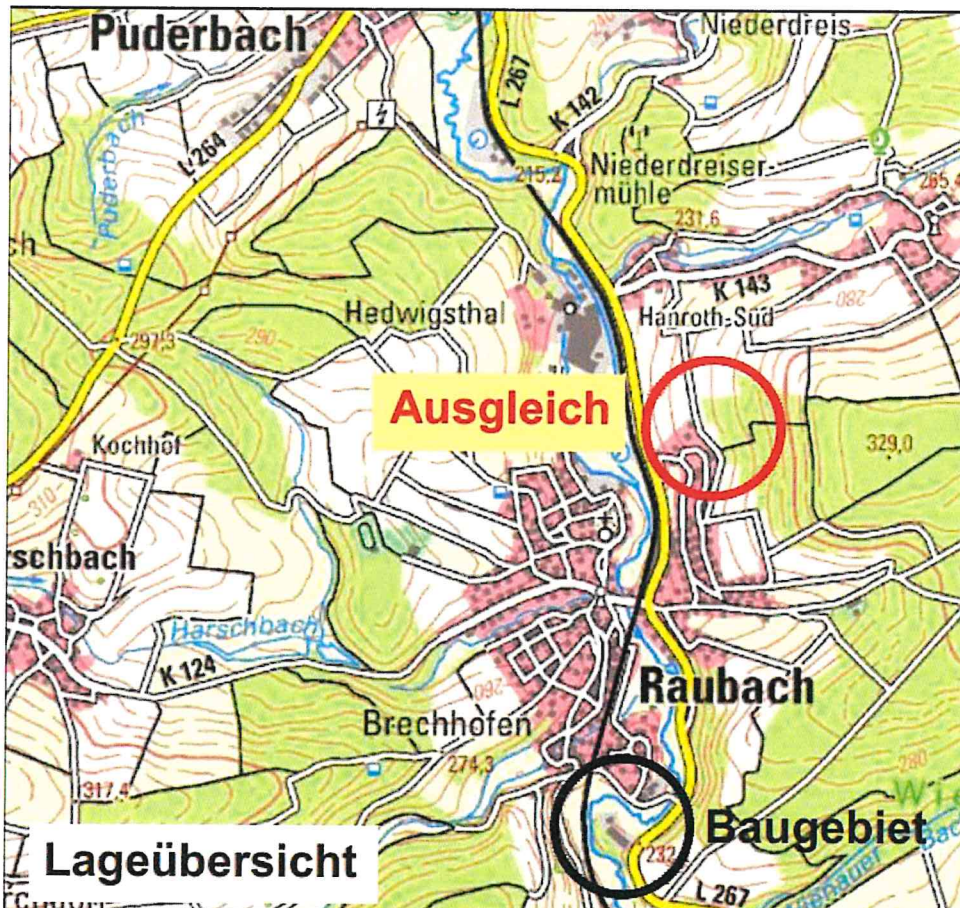 Puderbach
Niederdreis
L 267
K 142
L 264
Puderbach
215,2
Niederdreiser-
mühle
231,6
265,4
K 143
280
Hedwigsthal
Hanroth-Süd
297,3
290
Ausgleich
Kochhof
329,0
310
rschbach
Harschbach
K 124
260
Raubach
Brechhofen
274,3
280
317,4
Wie
Baugebiet
232
Lageübersicht
L 267